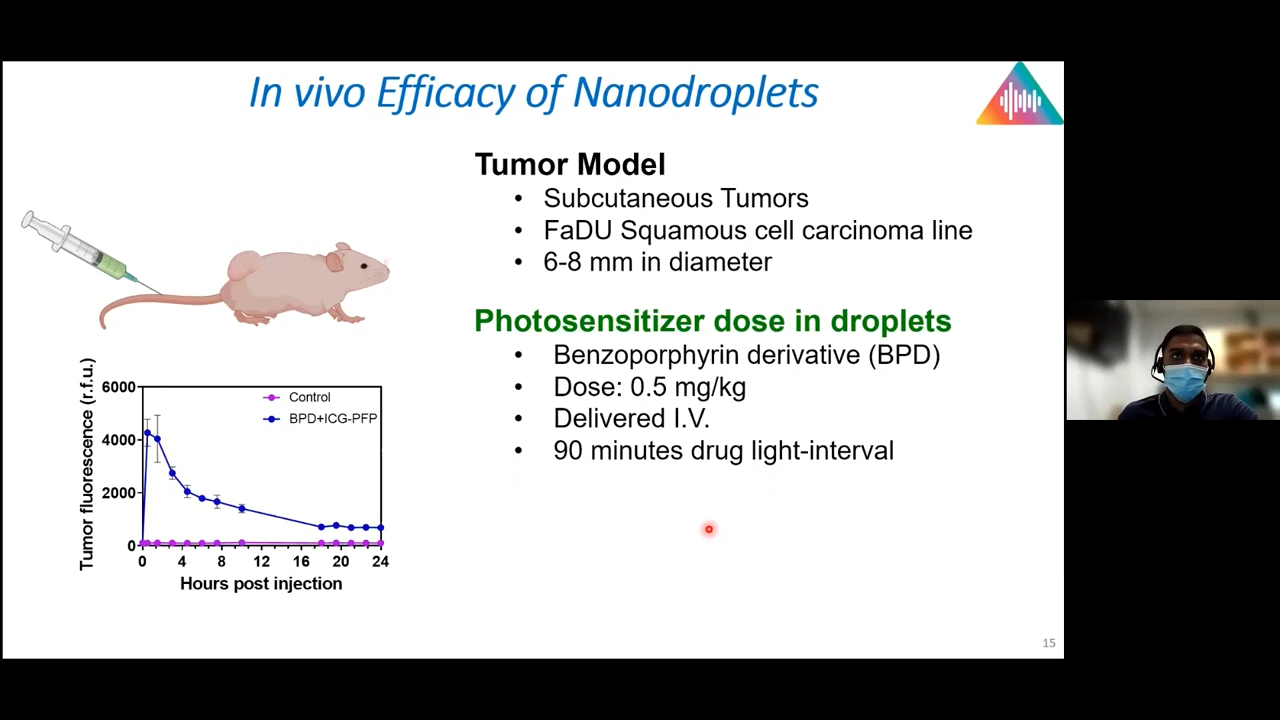 In vivo Efficacy of Nanodroplets
Tumor Model
• Subcutaneous Tumors
• FaDU Squamous cell carcinoma line
• 6-8 mm in diameter
Photosensitizer dose in droplets
• Benzoporphyrin derivative (BPD)
• Dose: 0.5 mg/kg
• Delivered I.V.
• 90 minutes drug light-interval
Tumor fluorescence (r.f.u.)
6000
4000
2000
0
Control
BPD+ICG-PFP
0 4 8 12 16 20 24
Hours post injection
15